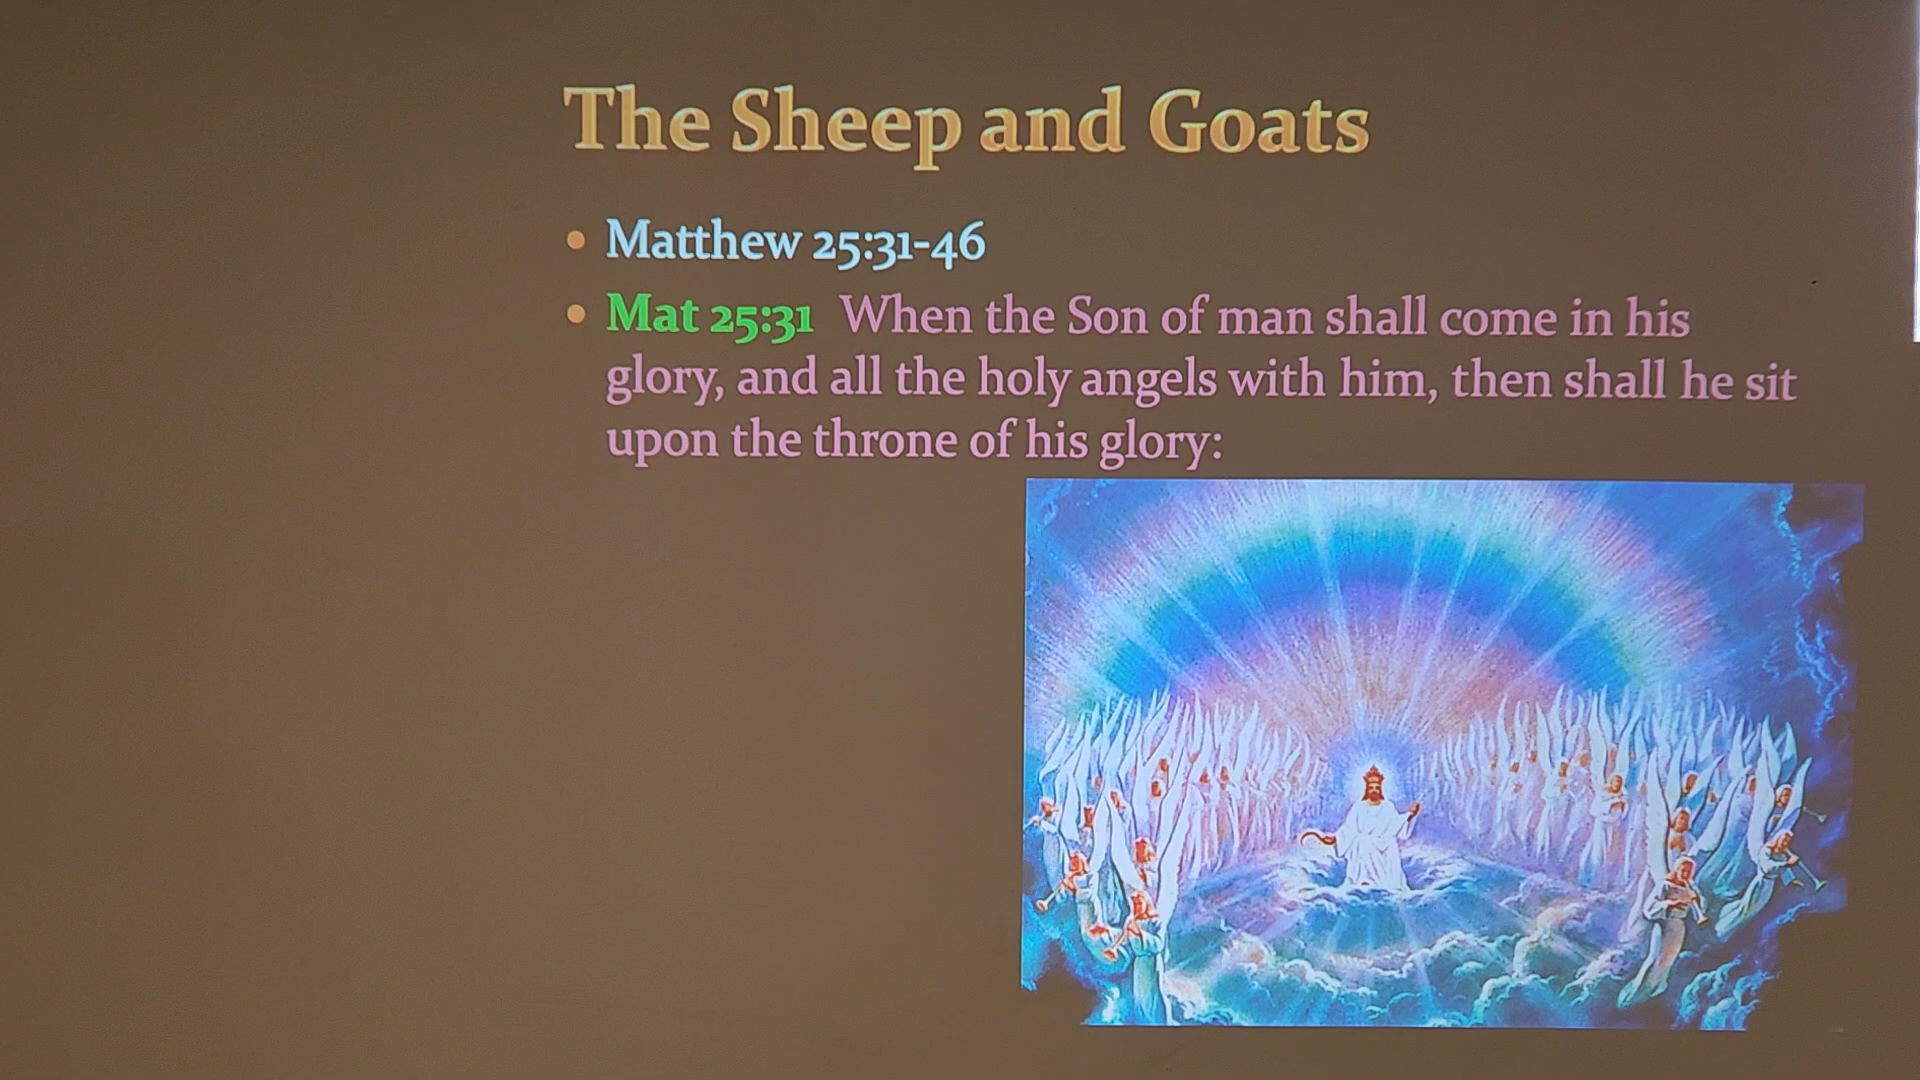 The Sheep and Goats
• Matthew 25:31-46
• Mat 25:31 When the Son of man shall come in his
glory, and all the holy angels with him, then shall he sit
upon the throne of his glory: